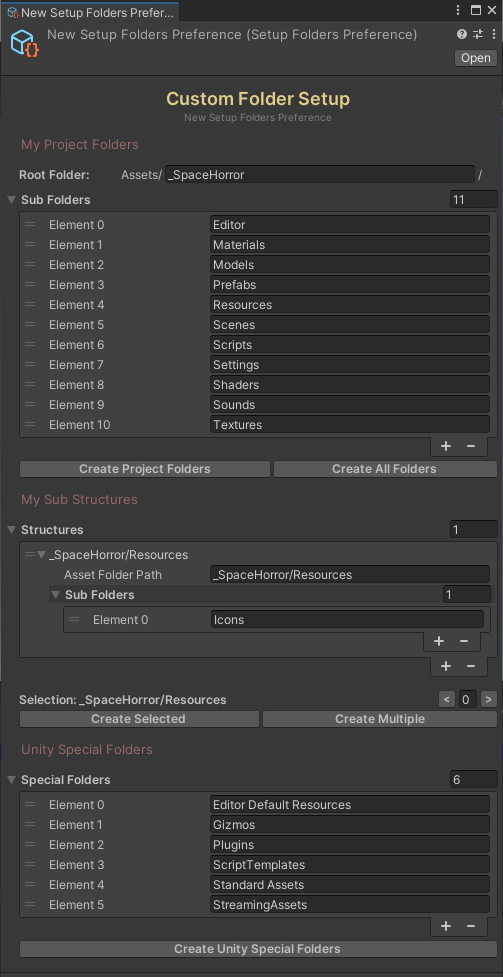 New Setup Folders Prefer...
New Setup Folders Preference (Setup Folders Preference)
Open
Custom Folder Setup
New Setup Folders Preference
My Project Folders
Root Folder: Assets/ _SpaceHorror /
Sub Folders 11
Element 0 Editor
Element 1 Materials
Element 2 Models
Element 3 Prefabs
Element 4 Resources
Element 5 Scenes
Element 6 Scripts
Element 7 Settings
Element 8 Shaders
Element 9 Sounds
Element 10 Textures
+ −
Create Project Folders Create All Folders
My Sub Structures
Structures 1
_SpaceHorror/Resources
Asset Folder Path _SpaceHorror/Resources
Sub Folders 1
Element 0 Icons
+ −
+ −
Selection: _SpaceHorror/Resources < 0 >
Create Selected Create Multiple
Unity Special Folders
Special Folders 6
Element 0 Editor Default Resources
Element 1 Gizmos
Element 2 Plugins
Element 3 ScriptTemplates
Element 4 Standard Assets
Element 5 StreamingAssets
+ −
Create Unity Special Folders